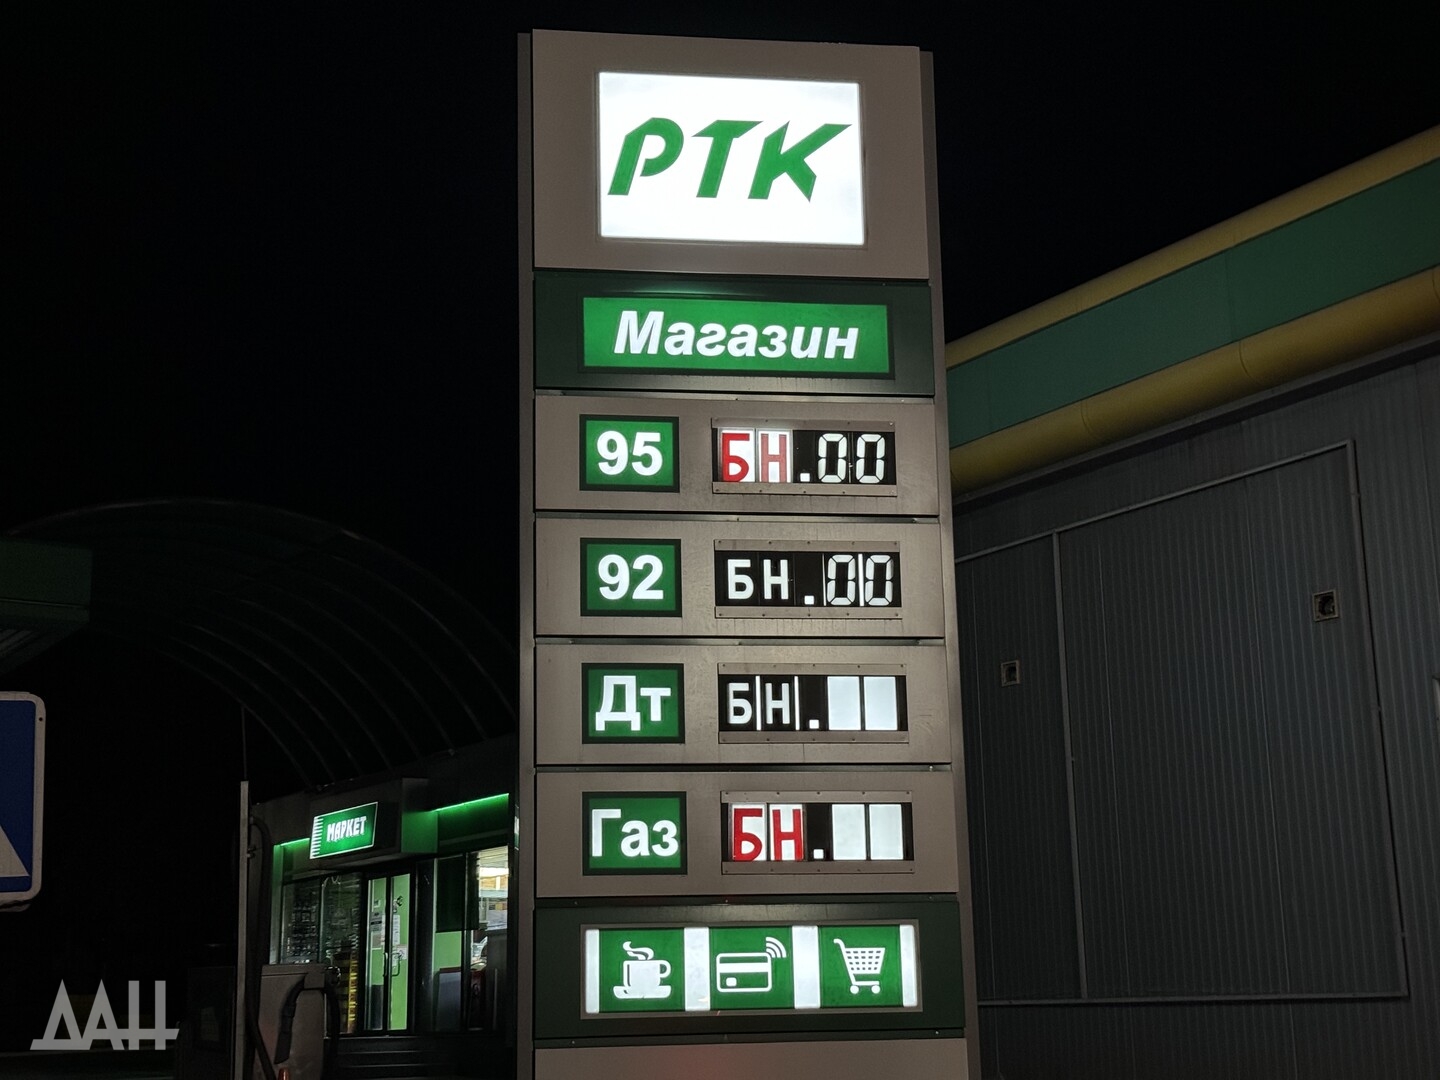 РТК
Магазин
95 БН.00
92 БН.00
Дт БН.
Газ БН.
МАРКЕТ
ДАН